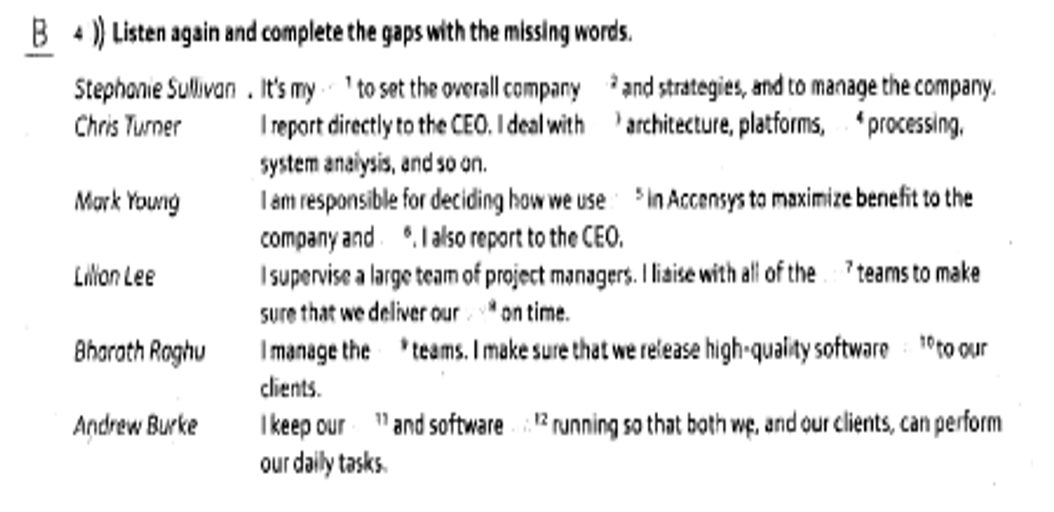 B 4 )) Listen again and complete the gaps with the missing words.
Stephanie Sullivan . It's my 1 to set the overall company 2 and strategies, and to manage the company.
Chris Turner I report directly to the CEO. I deal with 3 architecture, platforms, 4 processing,
system analysis, and so on.
Mark Young I am responsible for deciding how we use 5 in Accensys to maximize benefit to the
company and 6. I also report to the CEO.
Lilian Lee I supervise a large team of project managers. I liaise with all of the 7 teams to make
sure that we deliver our 8 on time.
Bharath Raghu I manage the 9 teams. I make sure that we release high-quality software 10 to our
clients.
Andrew Burke I keep our 11 and software 12 running so that both we, and our clients, can perform
our daily tasks.